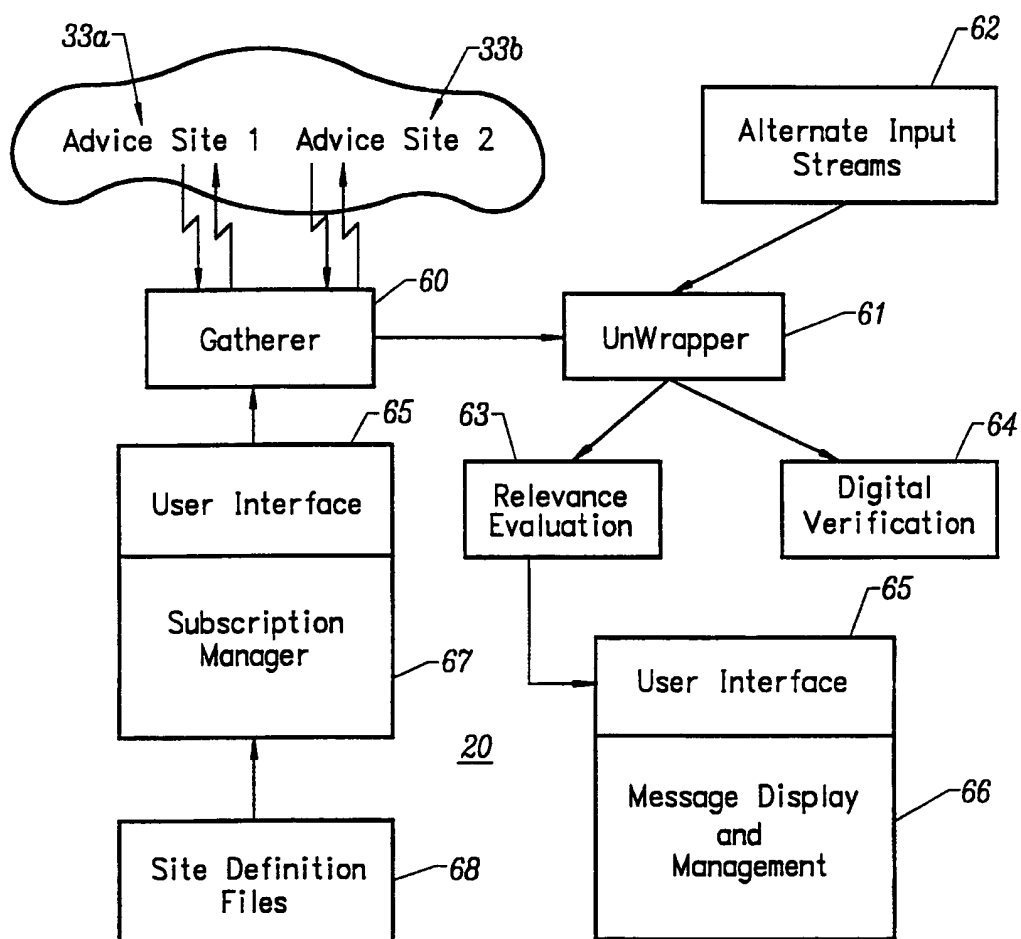 33a
33b
62
Advice Site 1
Advice Site 2
Alternate Input
Streams
60
Gatherer
UnWrapper
61
65
63
64
User Interface
Relevance
Evaluation
Digital
Verification
Subscription
Manager
67
65
User Interface
20
Message Display
and
Management
66
Site Definition
Files
68